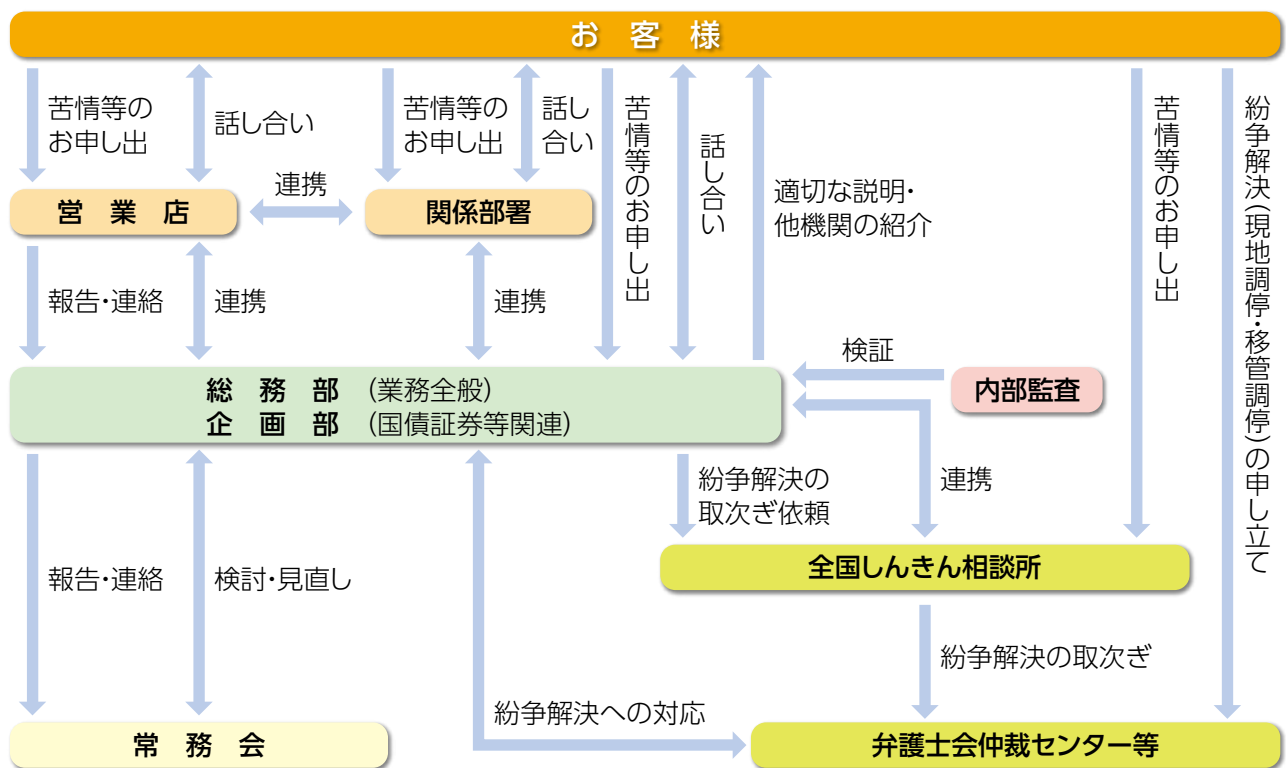 お 客 様
苦情等の
お申し出
話し合い
苦情等の
お申し出
話し
合い
苦情等のお申し出
話し合い
適切な説明・
他機関の紹介
苦情等のお申し出
紛争解決(現地調停・移管調停)の申し立て
営 業 店
連携
関係部署
報告・連絡
連携
連携
検証
総 務 部 (業務全般)
企 画 部 (国債証券等関連)
内部監査
紛争解決の
取次ぎ依頼
連携
全国しんきん相談所
報告・連絡
検討・見直し
紛争解決の取次ぎ
紛争解決への対応
常 務 会
弁護士会仲裁センター等